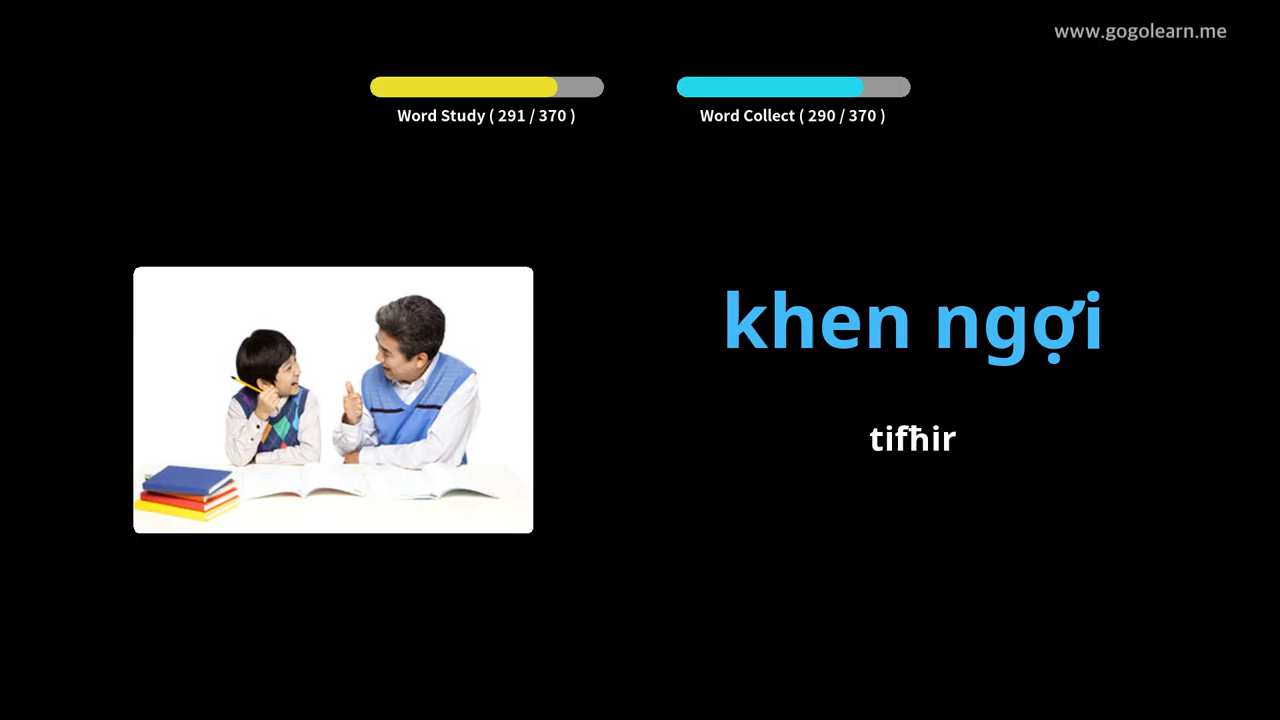 www.gogolearn.me
Word Study ( 291 / 370 )
Word Collect ( 290 / 370 )
khen ngợi
tifħir